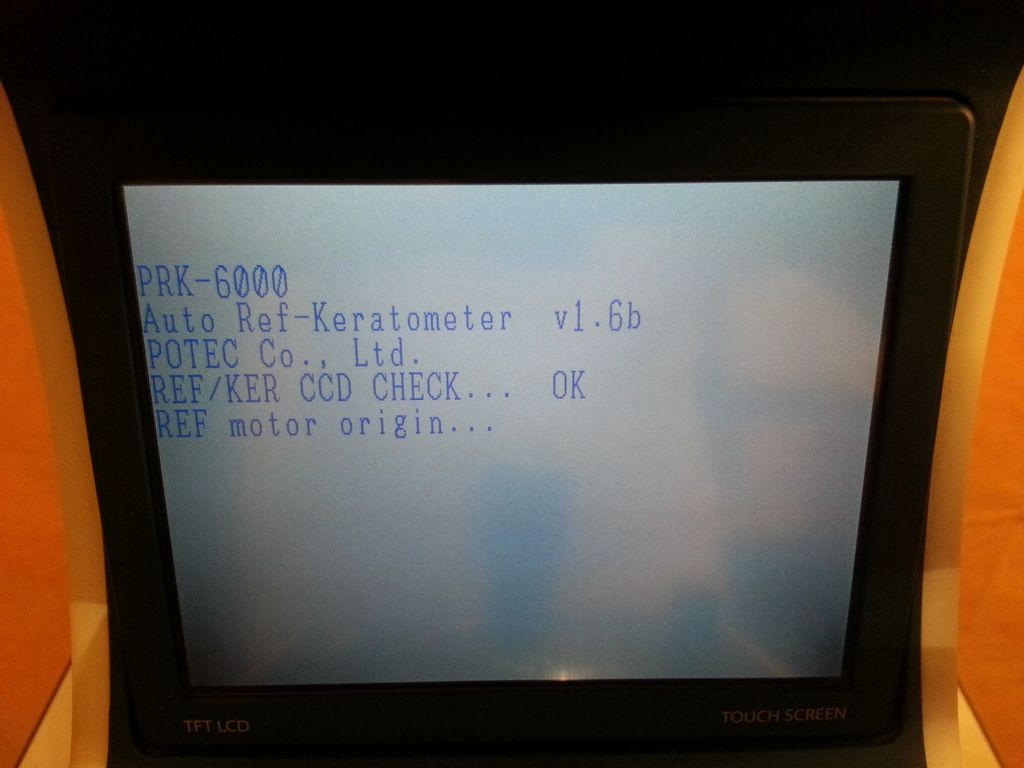 PRK-6000
Auto Ref-Keratometer v1.6b
POTEC Co., Ltd.
REF/KER CCD CHECK... OK
REF motor origin...
TFT LCD
TOUCH SCREEN